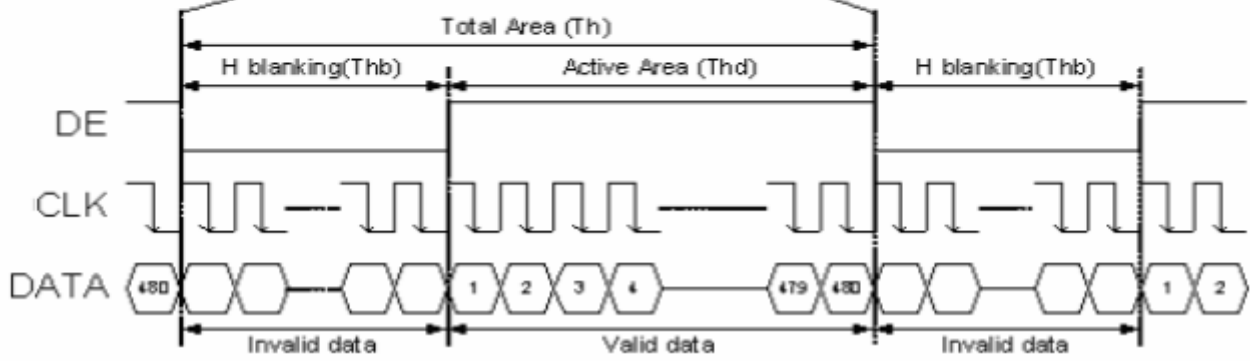 Total Area (Th)
H blanking(Thb) Active Area (Thd) H blanking(Thb)
DE
CLK
DATA 480 1 2 3 4 479 480 1 2
Invalid data Valid data Invalid data